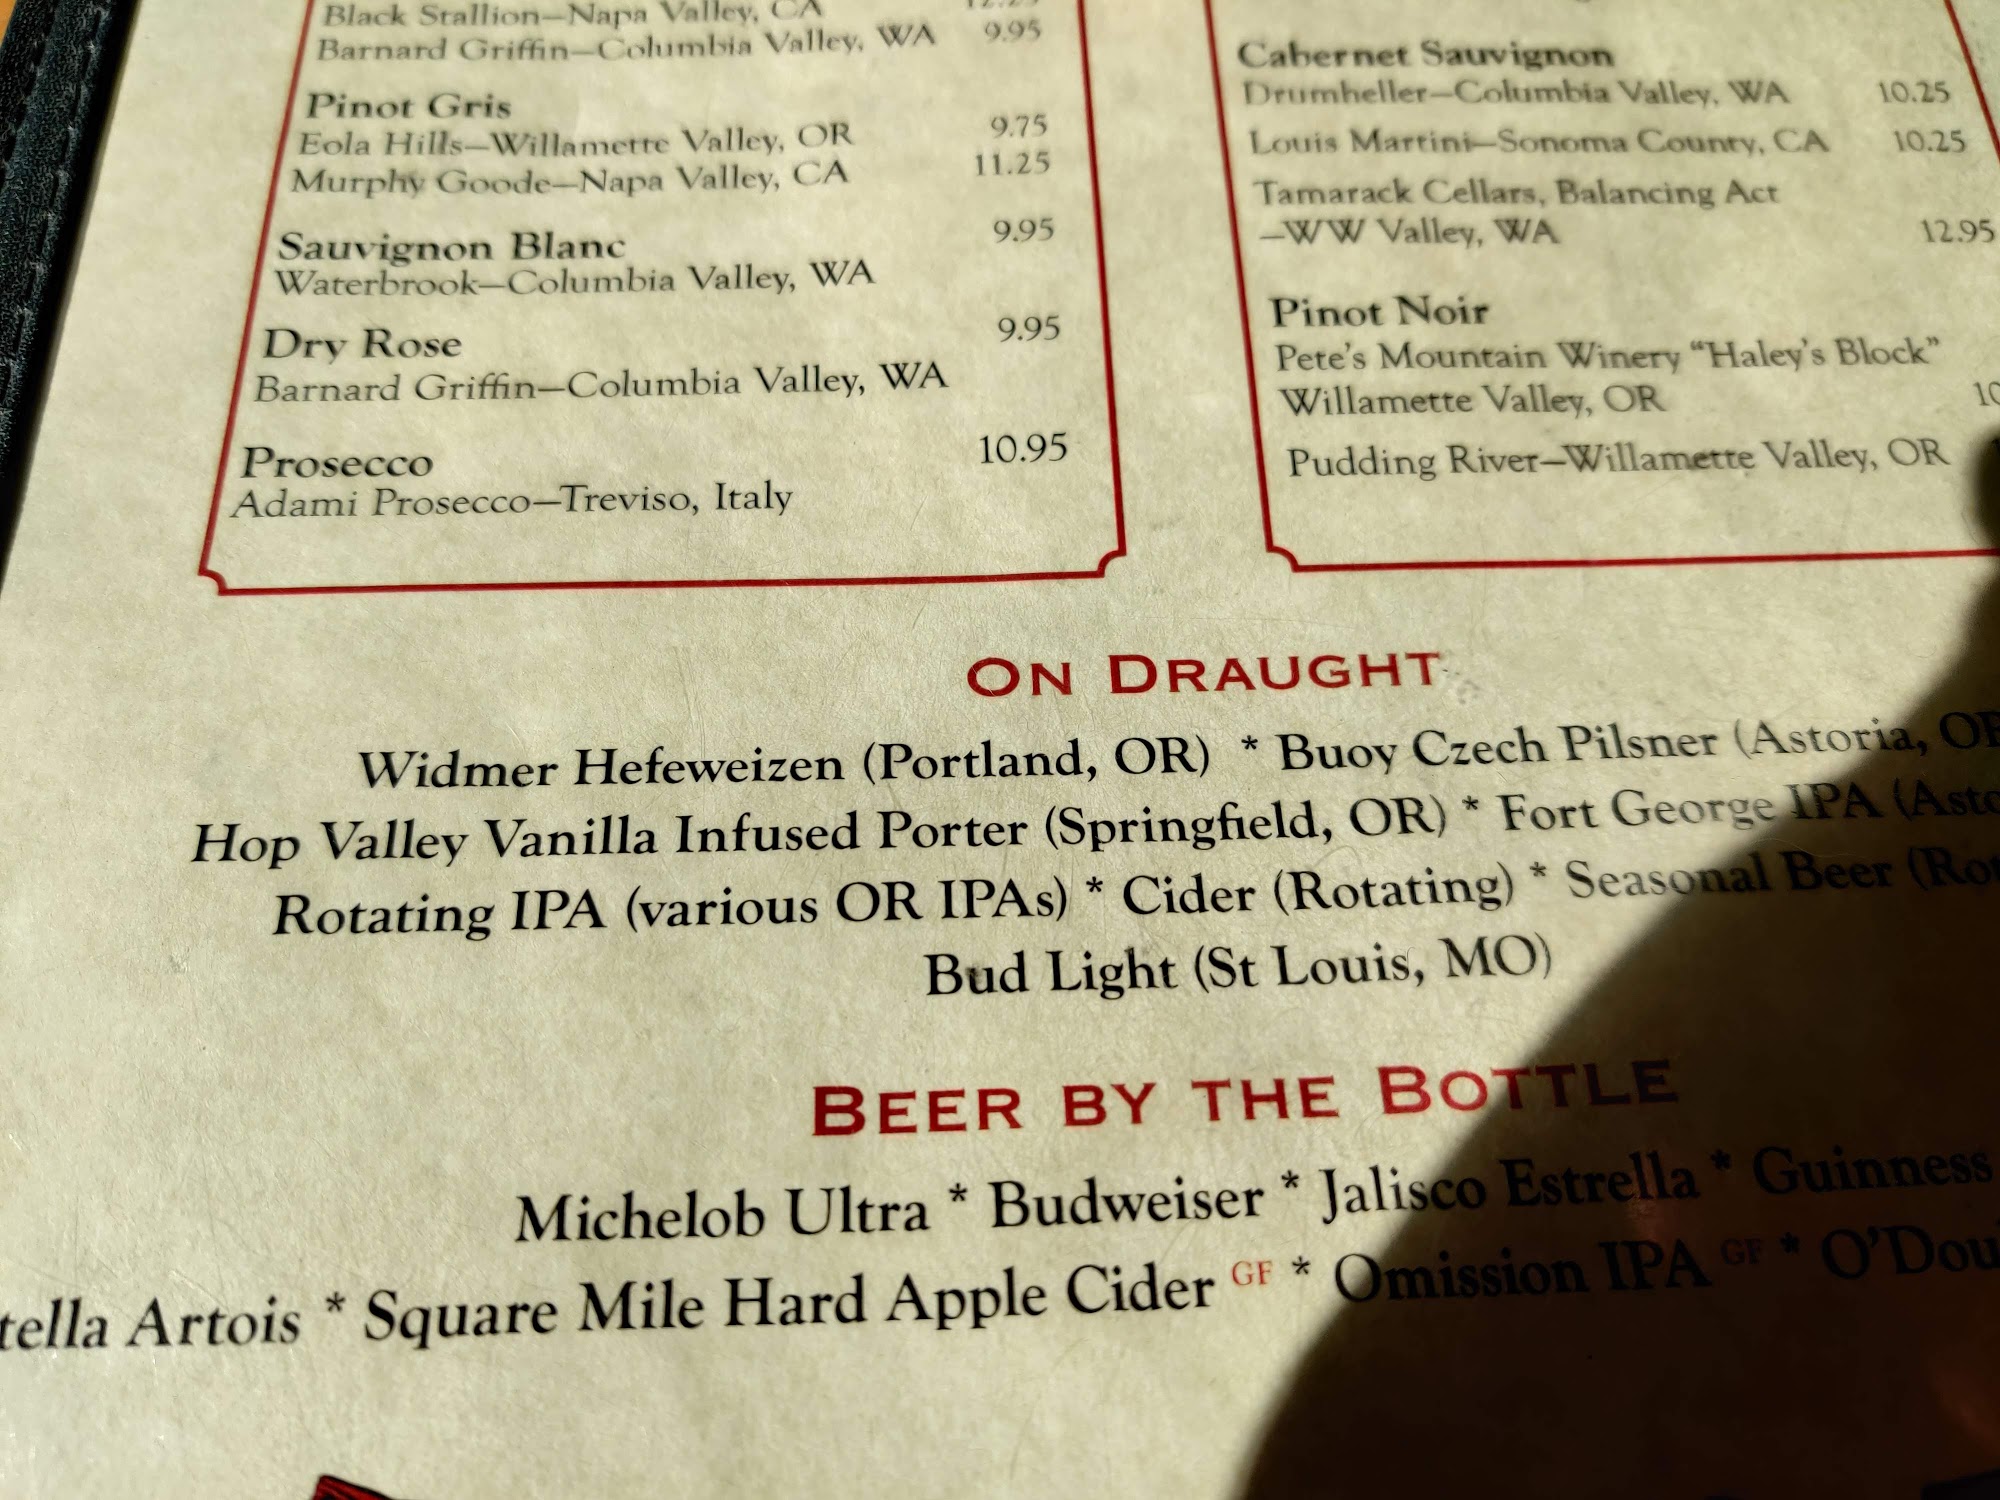 Black Stallion—Napa Valley, CA
Barnard Griffin—Columbia Valley, WA 9.95
Pinot Gris
Eola Hills—Willamette Valley, OR 9.75
Murphy Goode—Napa Valley, CA 11.25
Sauvignon Blanc 9.95
Waterbrook—Columbia Valley, WA
Dry Rose 9.95
Barnard Griffin—Columbia Valley, WA
Prosecco 10.95
Adami Prosecco—Treviso, Italy
Cabernet Sauvignon
Drumheller—Columbia Valley, WA 10.25
Louis Martini—Sonoma County, CA 10.25
Tamarack Cellars, Balancing Act
—WW Valley, WA 12.95
Pinot Noir
Pete's Mountain Winery “Haley's Block”
Willamette Valley, OR
Pudding River—Willamette Valley, OR
ON DRAUGHT
Widmer Hefeweizen (Portland, OR) * Buoy Czech Pilsner (Astoria, OR
Hop Valley Vanilla Infused Porter (Springfield, OR) * Fort George IPA (Asto
Rotating IPA (various OR IPAs) * Cider (Rotating) * Seasonal Beer (Ro
Bud Light (St Louis, MO)
BEER BY THE BOTTLE
Michelob Ultra * Budweiser * Jalisco Estrella * Guinness
tella Artois * Square Mile Hard Apple Cider GF * Omission IPA GF * O'Dou